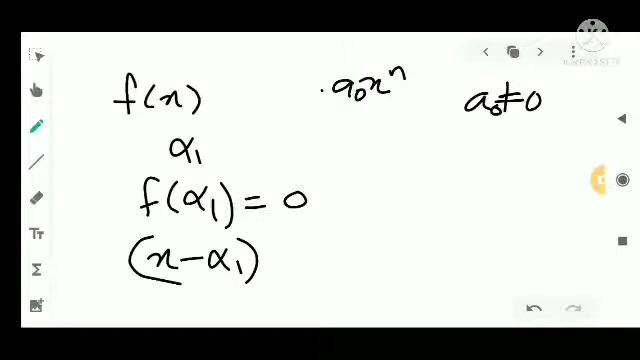 f(x) a₀xⁿ a₀≠0
α₁
f(α₁) = 0
(x-α₁)